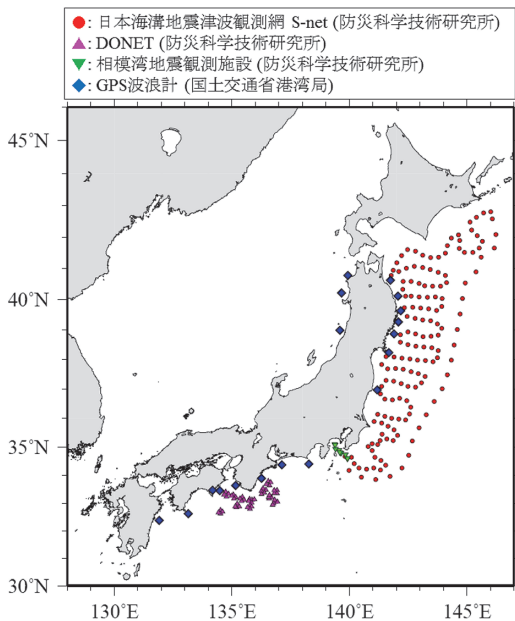 ●: 日本海溝地震津波観測網 S-net (防災科学技術研究所)
▲: DONET (防災科学技術研究所)
▼: 相模湾地震観測施設 (防災科学技術研究所)
◆: GPS波浪計 (国土交通省港湾局)
45°N
40°N
35°N
30°N
130°E 135°E 140°E 145°E